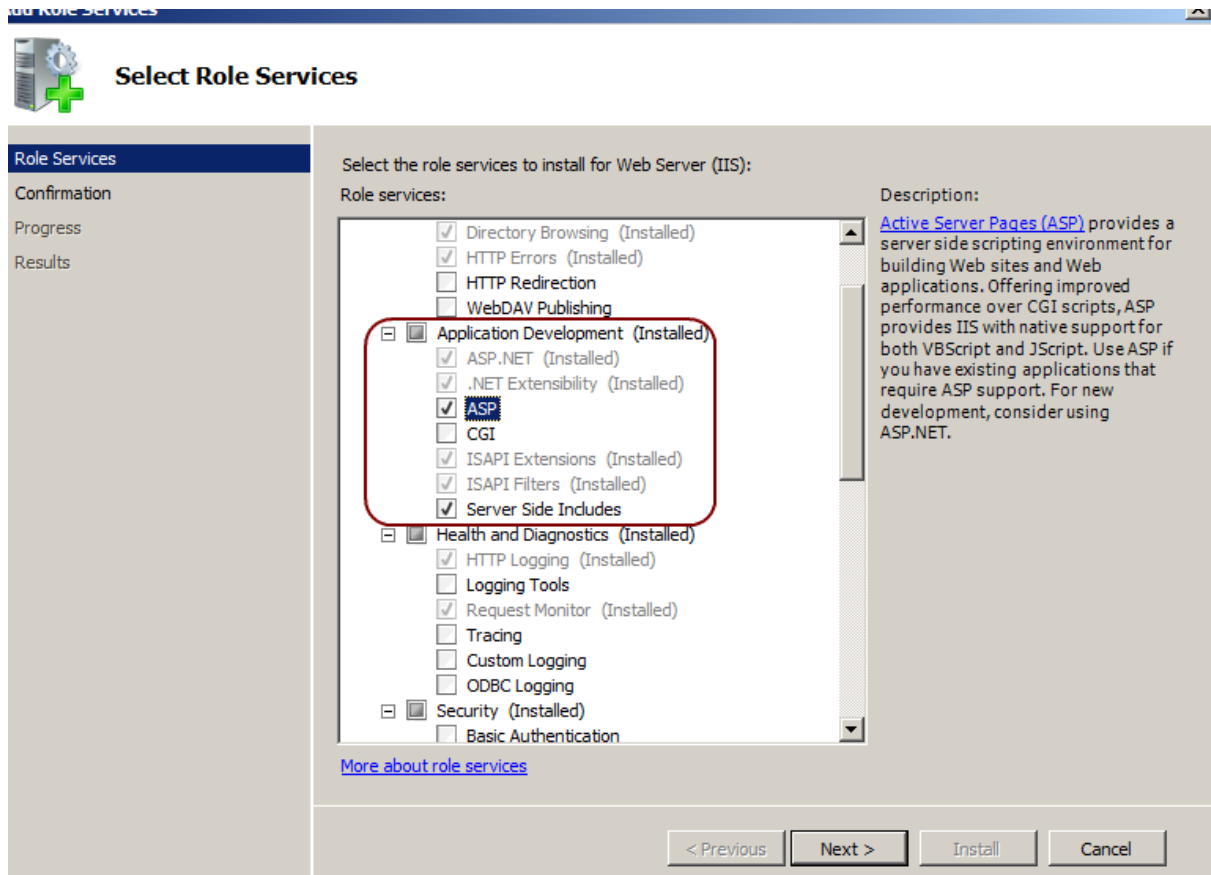 Add Role Services
Select Role Services
Role Services
Confirmation
Progress
Results
Select the role services to install for Web Server (IIS):
Role services:
Directory Browsing (Installed)
HTTP Errors (Installed)
HTTP Redirection
WebDAV Publishing
Application Development (Installed)
ASP.NET (Installed)
.NET Extensibility (Installed)
ASP
CGI
ISAPI Extensions (Installed)
ISAPI Filters (Installed)
Server Side Includes
Health and Diagnostics (Installed)
HTTP Logging (Installed)
Logging Tools
Request Monitor (Installed)
Tracing
Custom Logging
ODBC Logging
Security (Installed)
Basic Authentication
More about role services
Description:
Active Server Pages (ASP) provides a
server side scripting environment for
building Web sites and Web
applications. Offering improved
performance over CGI scripts, ASP
provides IIS with native support for
both VBScript and JScript. Use ASP if
you have existing applications that
require ASP support. For new
development, consider using
ASP.NET.
< Previous
Next >
Install
Cancel